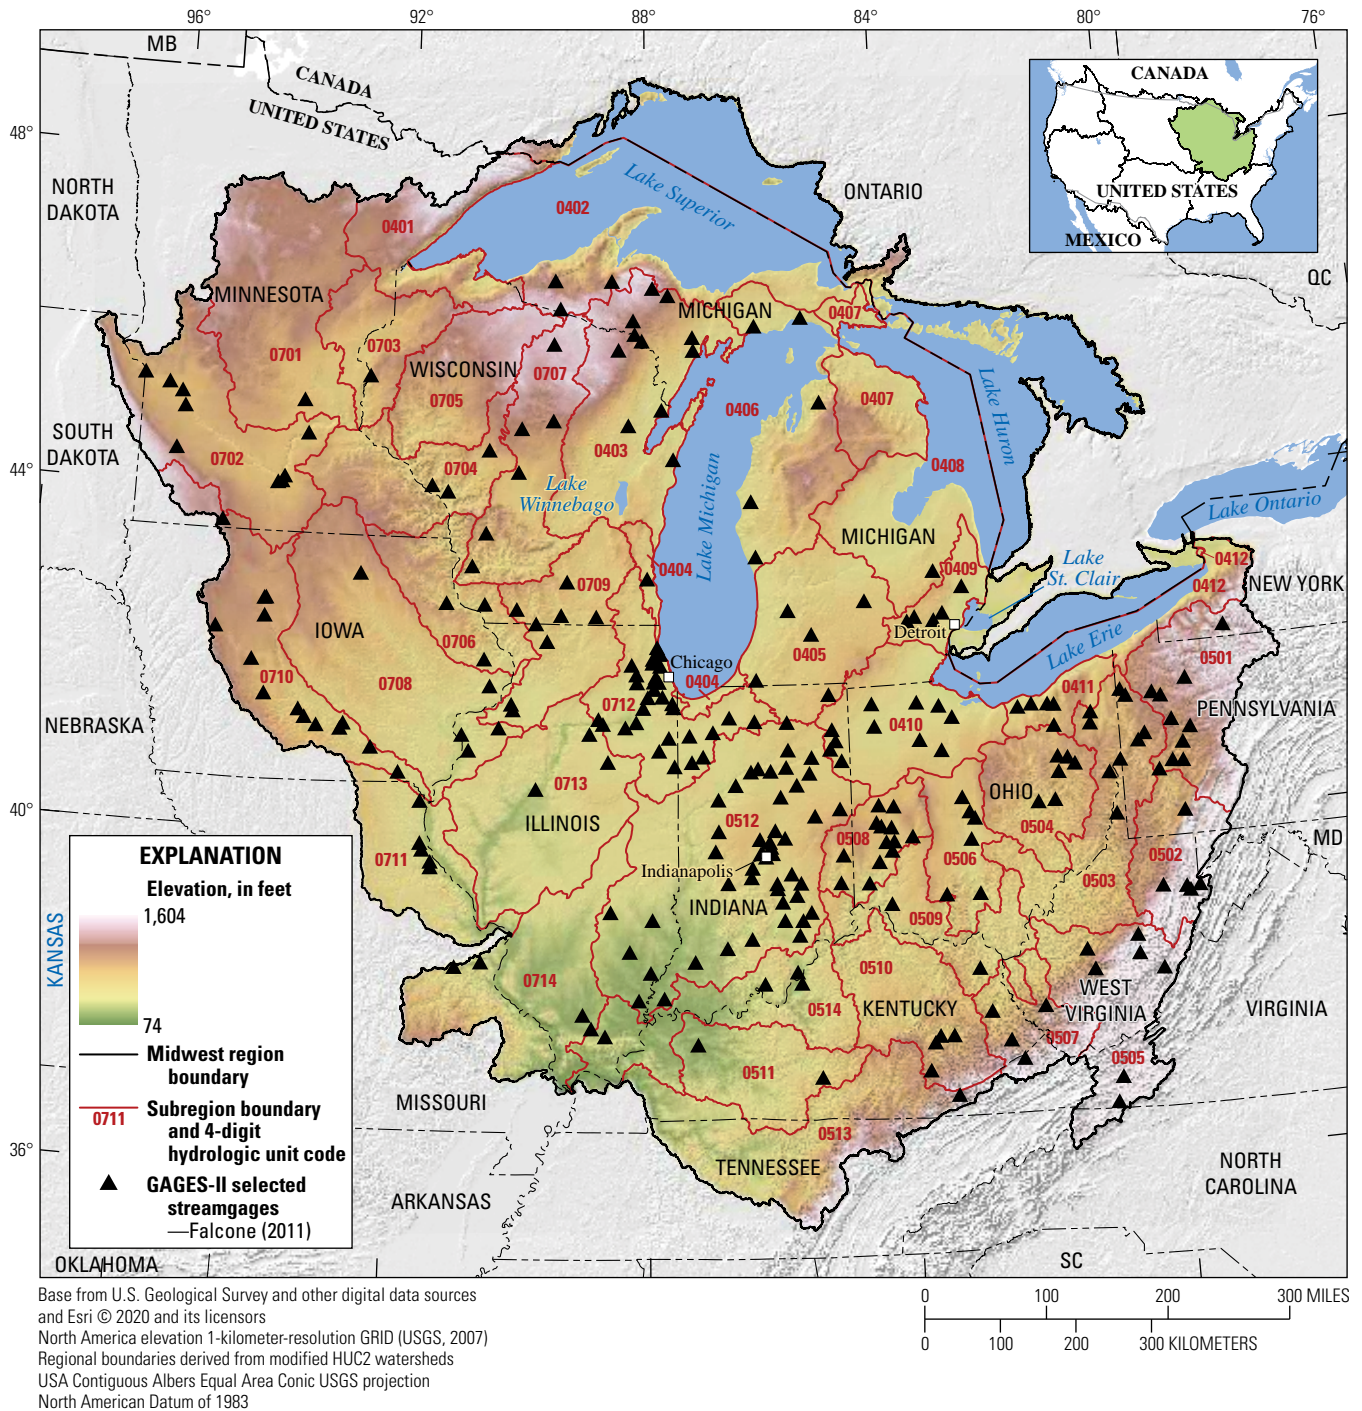 96°
92°
88°
84°
80°
76°
MB
CANADA
UNITED STATES
48°
44°
40°
36°
NORTH
DAKOTA
SOUTH
DAKOTA
NEBRASKA
KANSAS
OKLAHOMA
MINNESOTA
WISCONSIN
MICHIGAN
MICHIGAN
IOWA
ILLINOIS
INDIANA
OHIO
KENTUCKY
TENNESSEE
WEST
VIRGINIA
VIRGINIA
MISSOURI
ARKANSAS
NORTH
CAROLINA
SC
MD
PENNSYLVANIA
NEW YORK
ONTARIO
QC
Lake Superior
Lake Michigan
Lake Huron
Lake
St. Clair
Lake Erie
Lake Ontario
Lake
Winnebago
Chicago
Detroit
Indianapolis
0401
0402
0403
0404
0404
0405
0406
0407
0407
0408
0409
0410
0411
0412
0412
0501
0502
0503
0504
0505
0506
0507
0508
0509
0510
0511
0512
0513
0514
0701
0702
0703
0704
0705
0706
0707
0708
0709
0710
0711
0712
0713
0714
CANADA
UNITED STATES
MEXICO
EXPLANATION
Elevation, in feet
1,604
74
Midwest region
boundary
0711
Subregion boundary
and 4-digit
hydrologic unit code
GAGES-II selected
streamgages
—Falcone (2011)
Base from U.S. Geological Survey and other digital data sources
and Esri © 2020 and its licensors
North America elevation 1-kilometer-resolution GRID (USGS, 2007)
Regional boundaries derived from modified HUC2 watersheds
USA Contiguous Albers Equal Area Conic USGS projection
North American Datum of 1983
0 100 200 300 MILES
0 100 200 300 KILOMETERS